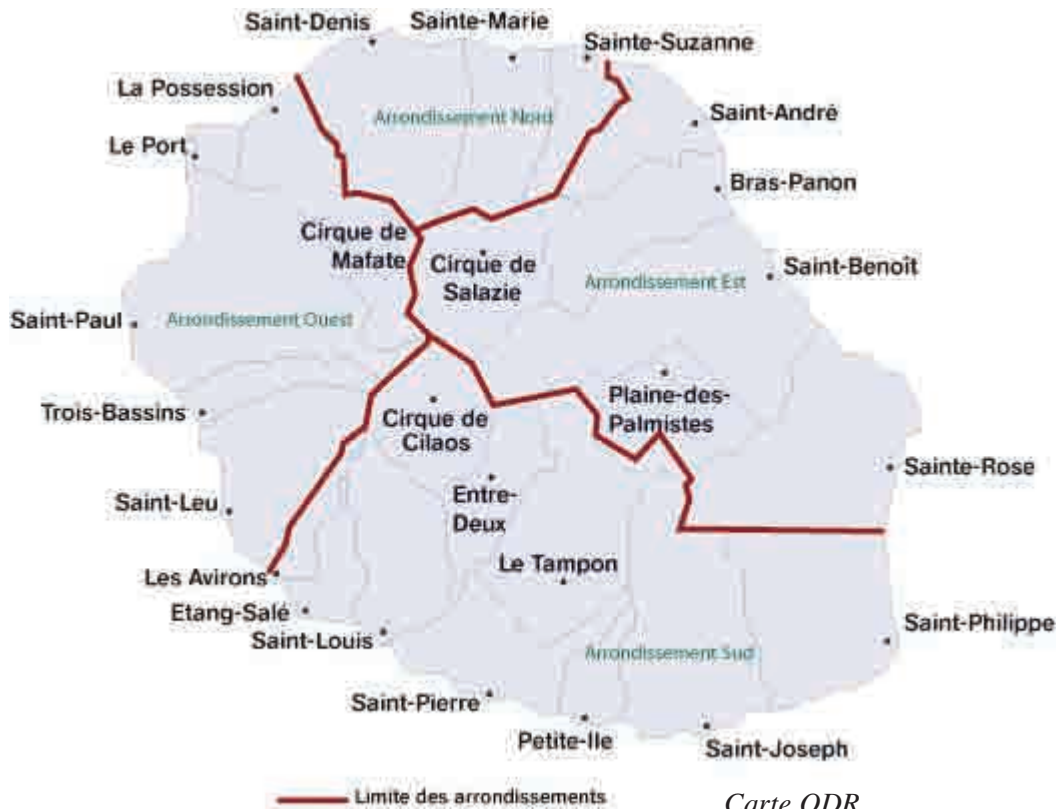 Saint-Denis
Sainte-Marie
Sainte-Suzanne
La Possession
Arrondissement Nord
Saint-André
Le Port
Bras-Panon
Cirque de
Mafate
Cirque de
Salazie
Saint-Benoît
Arrondissement Est
Saint-Paul
Arrondissement Ouest
Plaine-des-
Palmistes
Trois-Bassins
Cirque de
Cilaos
Sainte-Rose
Entre-
Deux
Saint-Leu
Le Tampon
Les Avirons
Etang-Salé
Saint-Louis
Saint-Philippe
Arrondissement Sud
Saint-Pierre
Petite-Ile
Saint-Joseph
Limite des arrondissements
Carte ODR